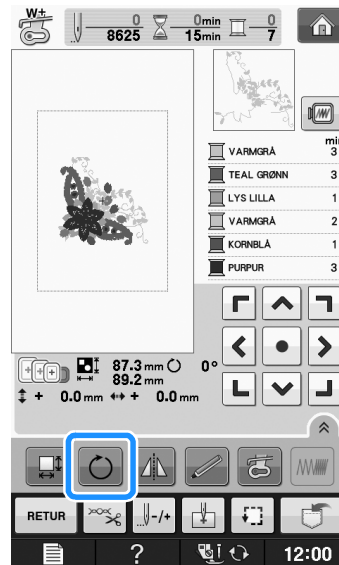 W+
0 0min 0
8625 15min 7
min
VARMGRÅ 3
TEAL GRØNN 3
LYS LILLA 1
VARMGRÅ 2
KORNBLÅ 1
PURPUR 3
87.3 mm 0°
89.2 mm
+ 0.0 mm + 0.0 mm
RETUR -/+
? 12:00